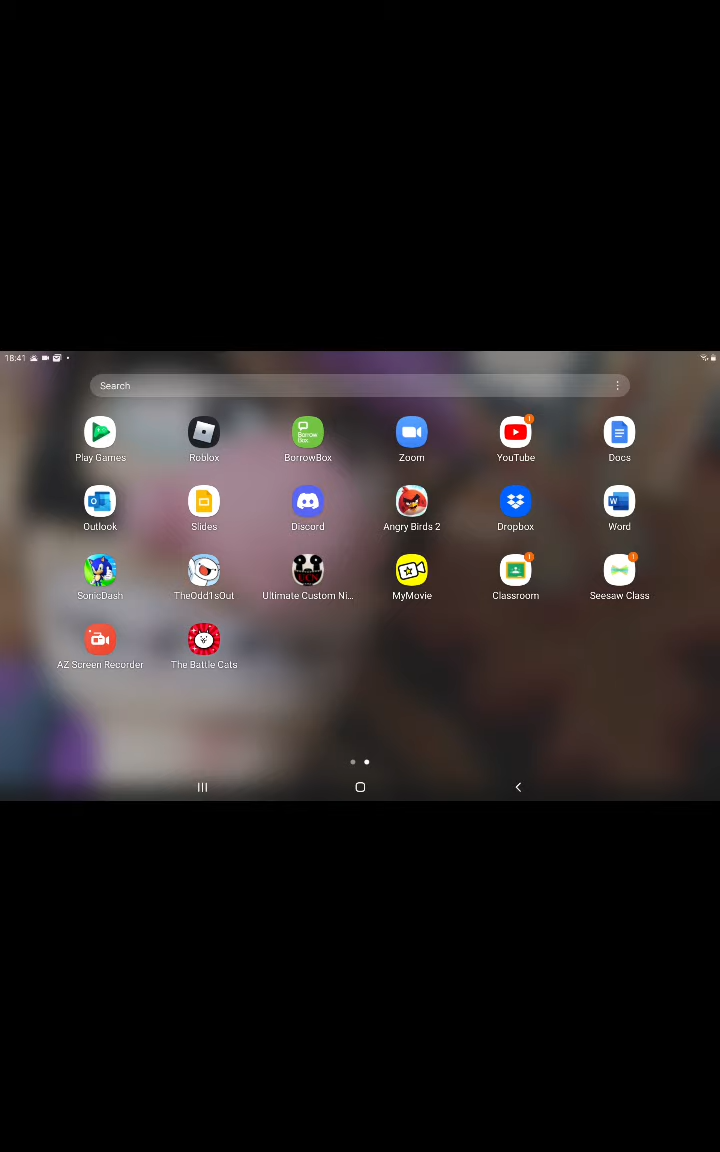 18:41
Search
Play Games Roblox BorrowBox Zoom YouTube Docs
Outlook Slides Discord Angry Birds 2 Dropbox Word
SonicDash TheOdd1sOut Ultimate Custom Ni... MyMovie Classroom Seesaw Class
AZ Screen Recorder The Battle Cats